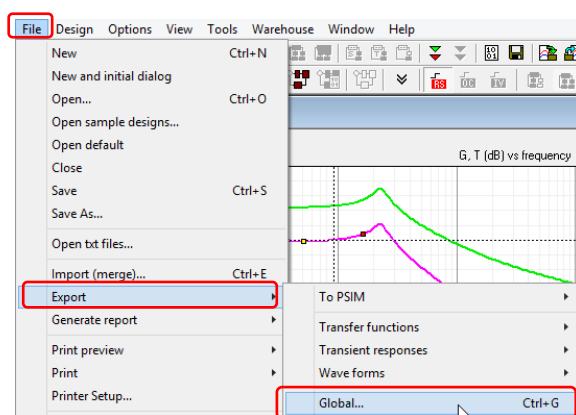 File Design Options View Tools Warehouse Window Help
New Ctrl+N
New and initial dialog
Open... Ctrl+O
Open sample designs...
Open default
Close
Save Ctrl+S
Save As...
Open txt files...
Import (merge)... Ctrl+E
Export
Generate report
Print preview
Print
Printer Setup...
RS
G, T (dB) vs frequency
To PSIM
Transfer functions
Transient responses
Wave forms
Global... Ctrl+G